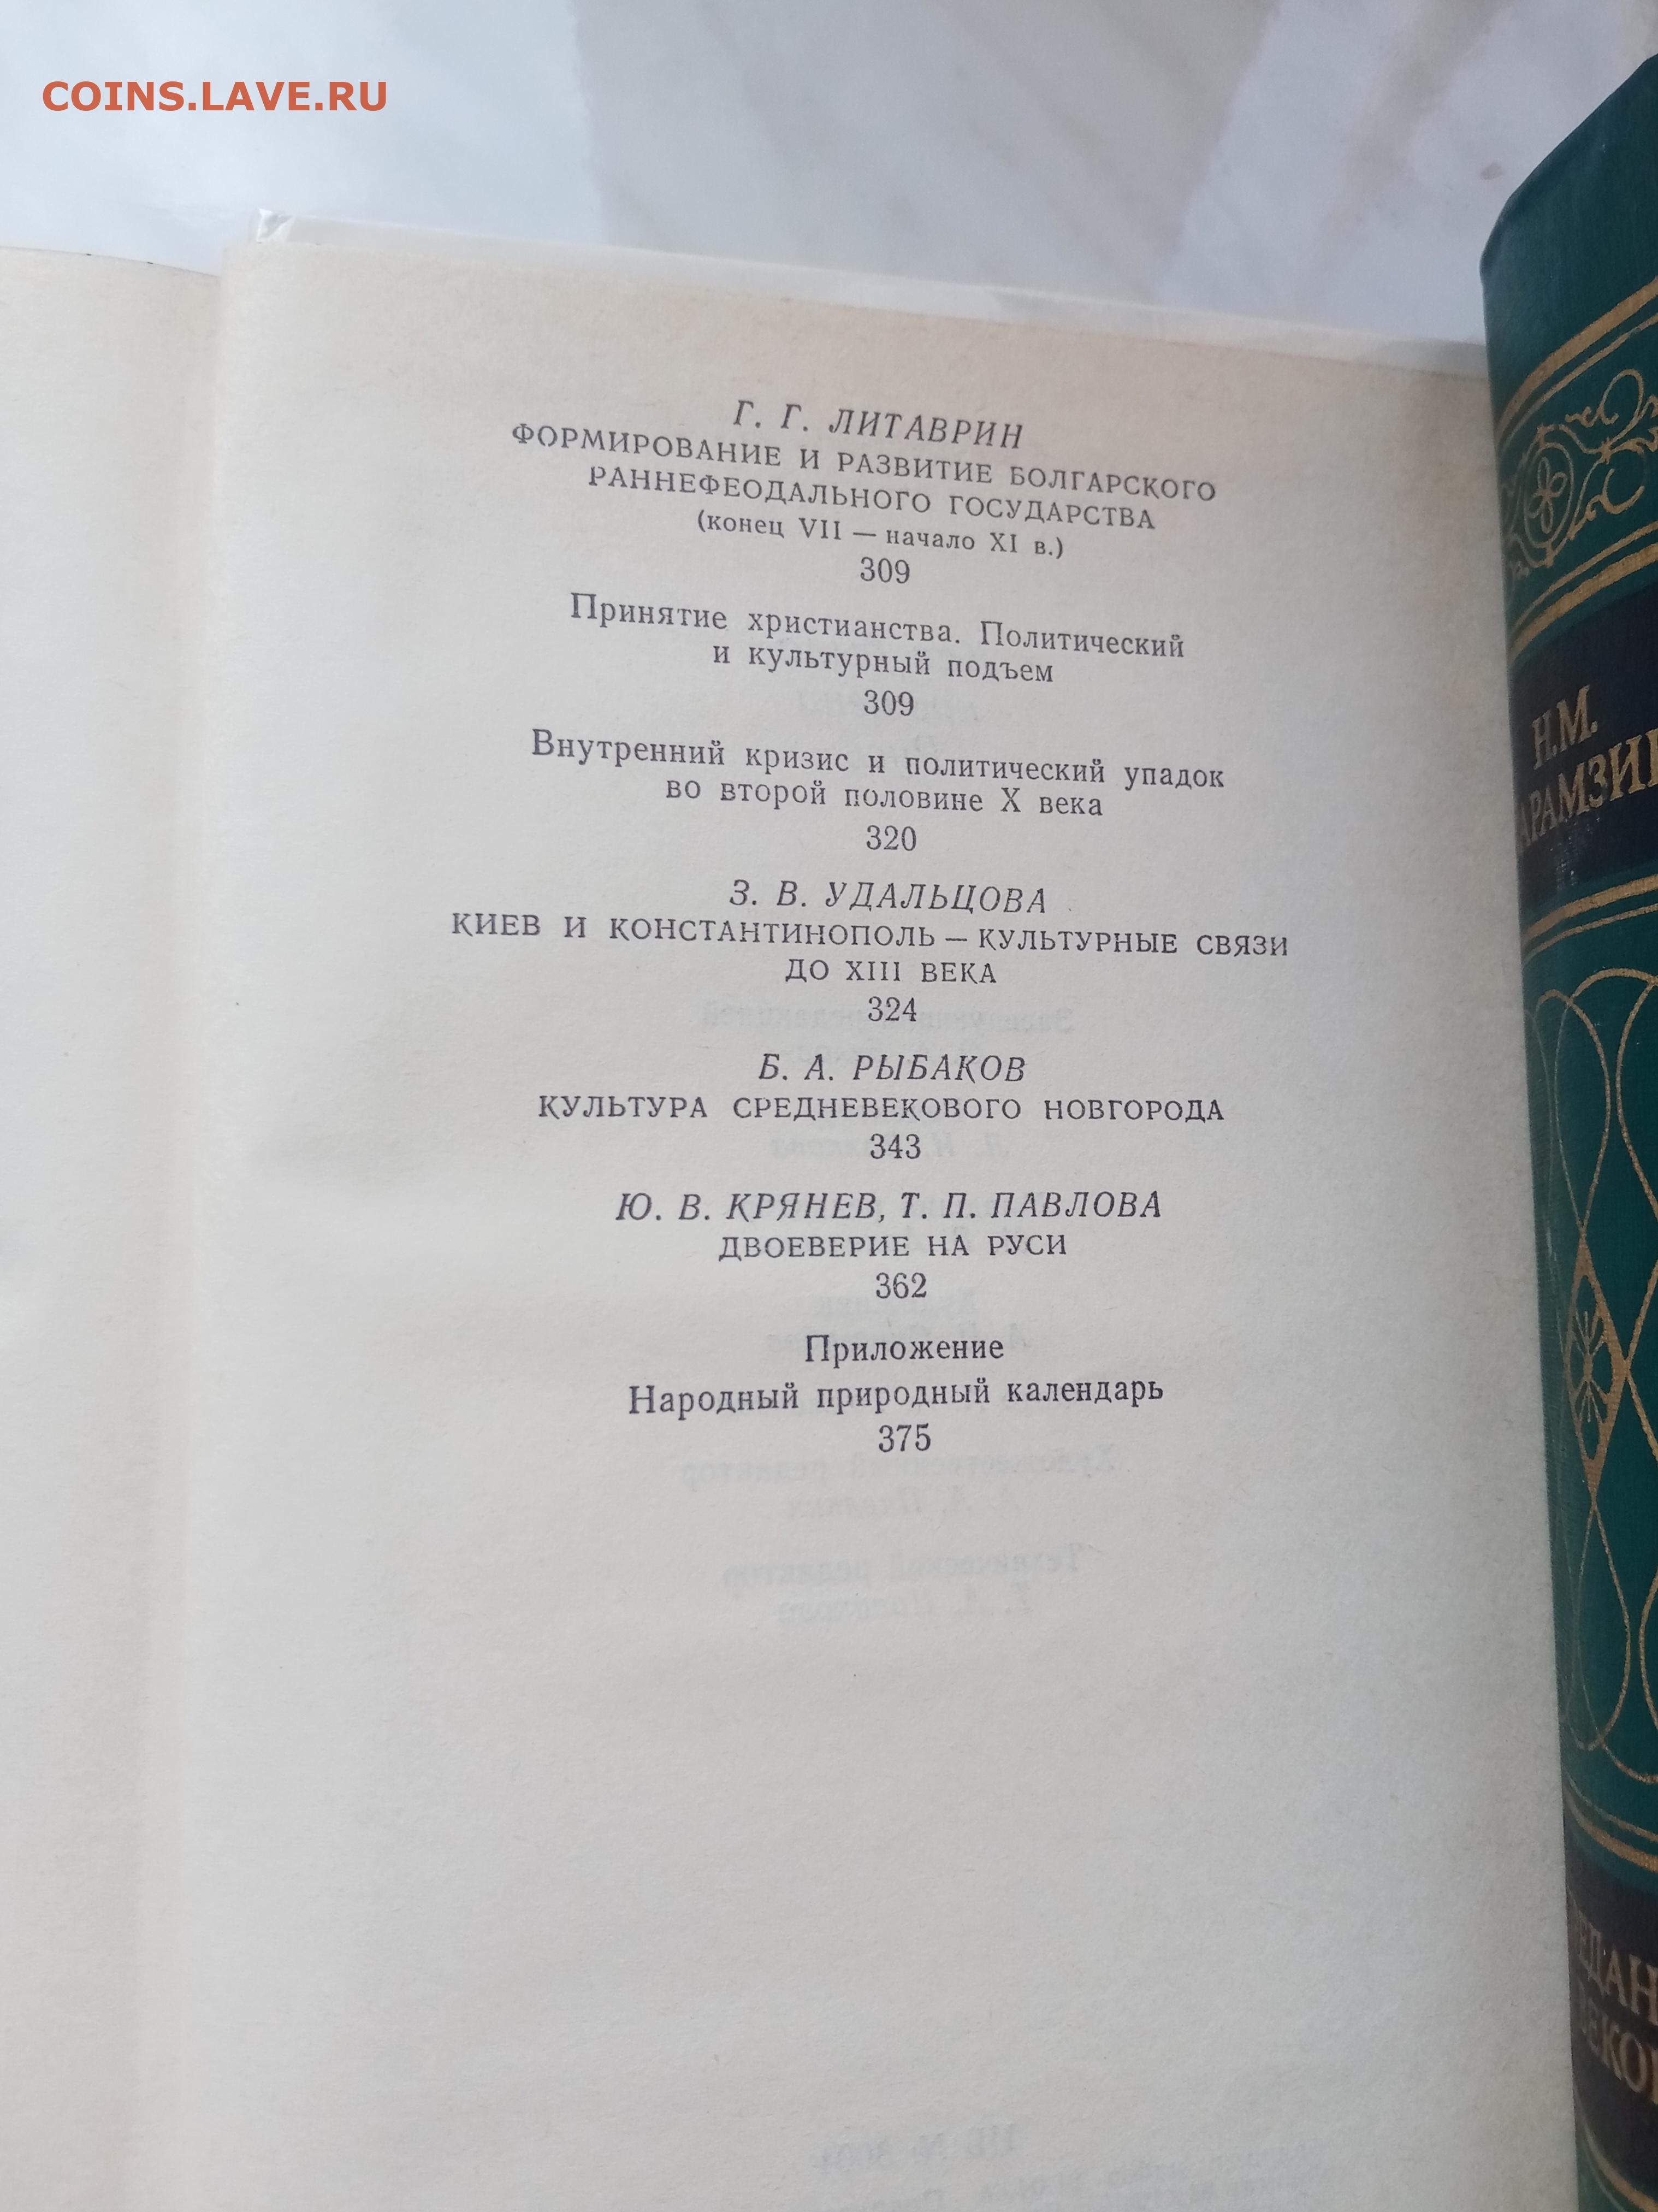 COINS.LAVE.RU
Г. Г. ЛИТАВРИН
ФОРМИРОВАНИЕ И РАЗВИТИЕ БОЛГАРСКОГО
РАННЕФЕОДАЛЬНОГО ГОСУДАРСТВА
(конец VII — начало XI в.)
309
Принятие христианства. Политический
и культурный подъем
309
Внутренний кризис и политический упадок
во второй половине X века
320
З. В. УДАЛЬЦОВА
КИЕВ И КОНСТАНТИНОПОЛЬ — КУЛЬТУРНЫЕ СВЯЗИ
ДО XIII ВЕКА
324
Б. А. РЫБАКОВ
КУЛЬТУРА СРЕДНЕВЕКОВОГО НОВГОРОДА
343
Ю. В. КРЯНЕВ, Т. П. ПАВЛОВА
ДВОЕВЕРИЕ НА РУСИ
362
Приложение
Народный природный календарь
375
Н.М.